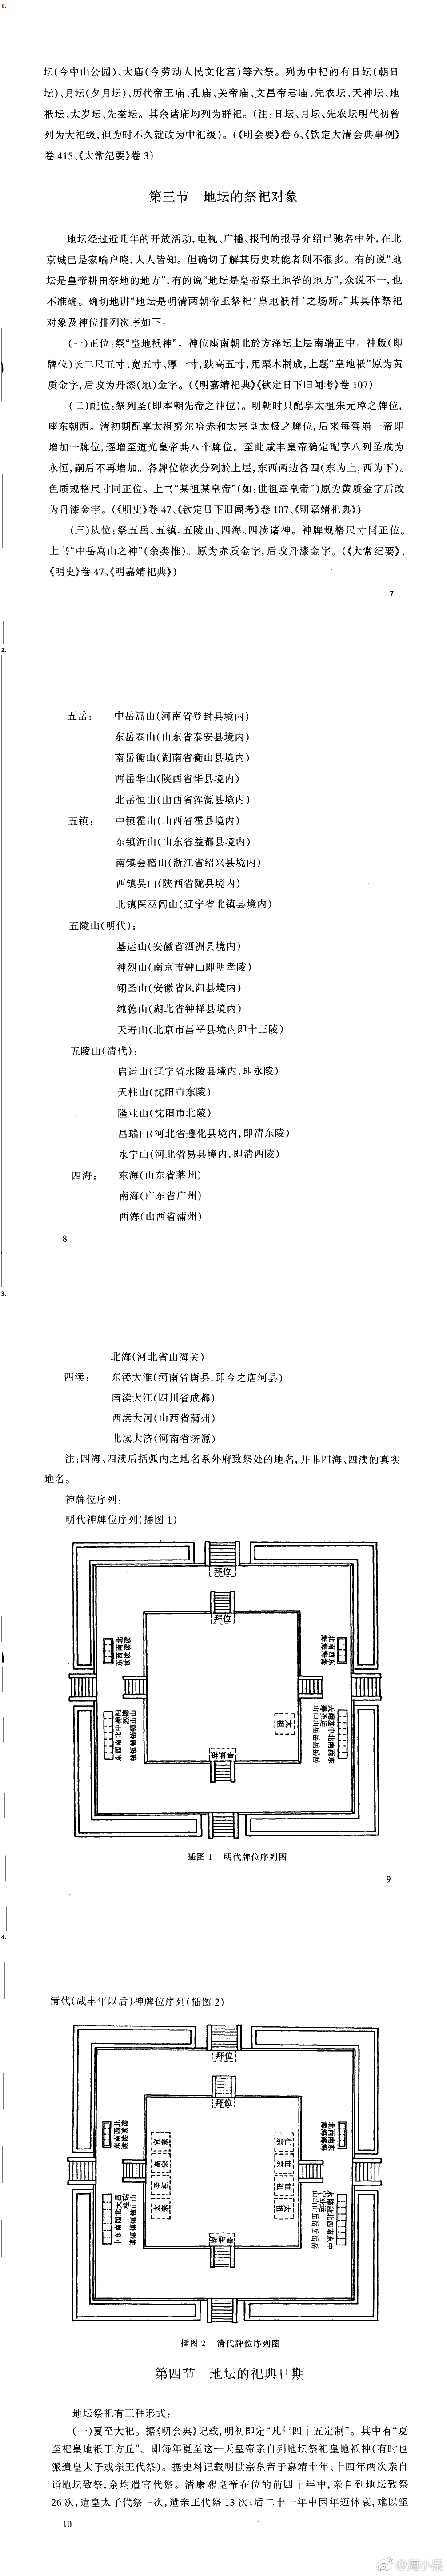 1.
坛(今中山公园)、太庙(今劳动人民文化宫)等六祭。列为中祀的有日坛(朝日
坛)、月坛(夕月坛)、历代帝王庙、孔庙、关帝庙、文昌帝君庙、先农坛、天神坛、地
祇坛、太岁坛、先蚕坛。其余诸庙均列为群祀。(注:日坛、月坛、先农坛明代初曾
列为大祀级,但为时不久就改为中祀级)。(《明会要》卷6、《钦定大清会典事例》
卷415、《太常纪要》卷3)
第三节 地坛的祭祀对象
地坛经过近几年的开放活动,电视、广播、报刊的报导介绍已驰名中外,在北
京城已是家喻户晓,人人皆知。但确切了解其历史功能者则不很多。有的说“地
坛是皇帝耕田祭地的地方”,有的说“地坛是皇帝祭土地爷的地方”,众说不一,也
不准确。确切地讲“地坛是明清两朝帝王祭祀‘皇地祇神’之场所。”其具体祭祀
对象及神位排列次序如下:
(一)正位:祭“皇地祇神”。神位座南朝北於方泽坛上层南端正中。神版(即
牌位)长二尺五寸、宽五寸、厚一寸,趺高五寸,用栗木制成,上题“皇地祇”原为黄
质金字,后改为丹漆(地)金字。(《明嘉靖祀典》《钦定日下旧闻考》卷107)
(二)配位:祭列圣(即本朝先帝之神位)。明朝时只配享太祖朱元璋之牌位,
座东朝西。清初期配享太祖努尔哈赤和太宗皇太极之牌位,后来每驾崩一帝即
增加一牌位,逐增至道光皇帝共八个牌位。至此咸丰皇帝确定配享八列圣成为
永恒,嗣后不再增加。各牌位依次分列於上层,东西两边各四(东为上,西为下)。
色质规格尺寸同正位。上书“某祖某皇帝”(如:世祖章皇帝”)原为黄质金字后改
为丹漆金字。(《明史》卷47、《钦定日下旧闻考》卷107、《明嘉靖祀典》)
(三)从位:祭五岳、五镇、五陵山、四海、四渎诸神。神牌规格尺寸同正位。
上书“中岳嵩山之神”(余类推)。原为赤质金字,后改丹漆金字。(《太常纪要》、
《明史》卷47、《明嘉靖祀典》)
7
2.
五岳: 中岳嵩山(河南省登封县境内)
东岳泰山(山东省泰安县境内)
南岳衡山(湖南省衡山县境内)
西岳华山(陕西省华县境内)
北岳恒山(山西省浑源县境内)
五镇: 中镇霍山(山西省霍县境内)
东镇沂山(山东省益都县境内)
南镇会稽山(浙江省绍兴县境内)
西镇吴山(陕西省陇县境内)
北镇医巫闾山(辽宁省北镇县境内)
五陵山(明代):
基运山(安徽省泗洲县境内)
神烈山(南京市钟山即明孝陵)
翊圣山(安徽省凤阳县境内)
纯德山(湖北省钟祥县境内)
天寿山(北京市昌平县境内即十三陵)
五陵山(清代):
启运山(辽宁省永陵县境内,即永陵)
天柱山(沈阳市东陵)
隆业山(沈阳市北陵)
昌瑞山(河北省遵化县境内,即清东陵)
永宁山(河北省易县境内,即清西陵)
四海: 东海(山东省莱州)
南海(广东省广州)
西海(山西省蒲州)
8
3.
北海(河北省山海关)
四渎: 东渎大淮(河南省唐县,即今之唐河县)
南渎大江(四川省成都)
西渎大河(山西省蒲州)
北渎大济(河南省济源)
注:四海、四渎后括弧内之地名系外府致祭处的地名,并非四海、四渎的真实
地名。
神牌位序列:
明代神牌位序列(插图1)
拜位
拜位
东西南北
渎渎渎渎
北南西东
海海海海
太祖
插图1 明代牌位序列图
9
4.
清代(咸丰年以后)神牌位序列(插图2)
拜位
拜位
东南西北
渎渎渎渎
北西南东
海海海海
插图2 清代牌位序列图
第四节 地坛的祀典日期
地坛祭祀有三种形式:
(一)夏至大祀。据《明会典》记载,明初即定“凡年四十五定制”。其中有“夏
至祀皇地祇于方丘”。即每年夏至这一天皇帝亲自到地坛祭祀皇地祇神(有时也
派遣皇太子或亲王代祭)。据史料记载明世宗皇帝于嘉靖十年、十四年两次亲自
诣地坛致祭,余均遣官代祭。清康熙皇帝在位的前四十年中,亲自到地坛致祭
26次,遣皇太子代祭一次,遣亲王代祭13次;后二十一年中因年迈体衰,难以坚
10
@海小果